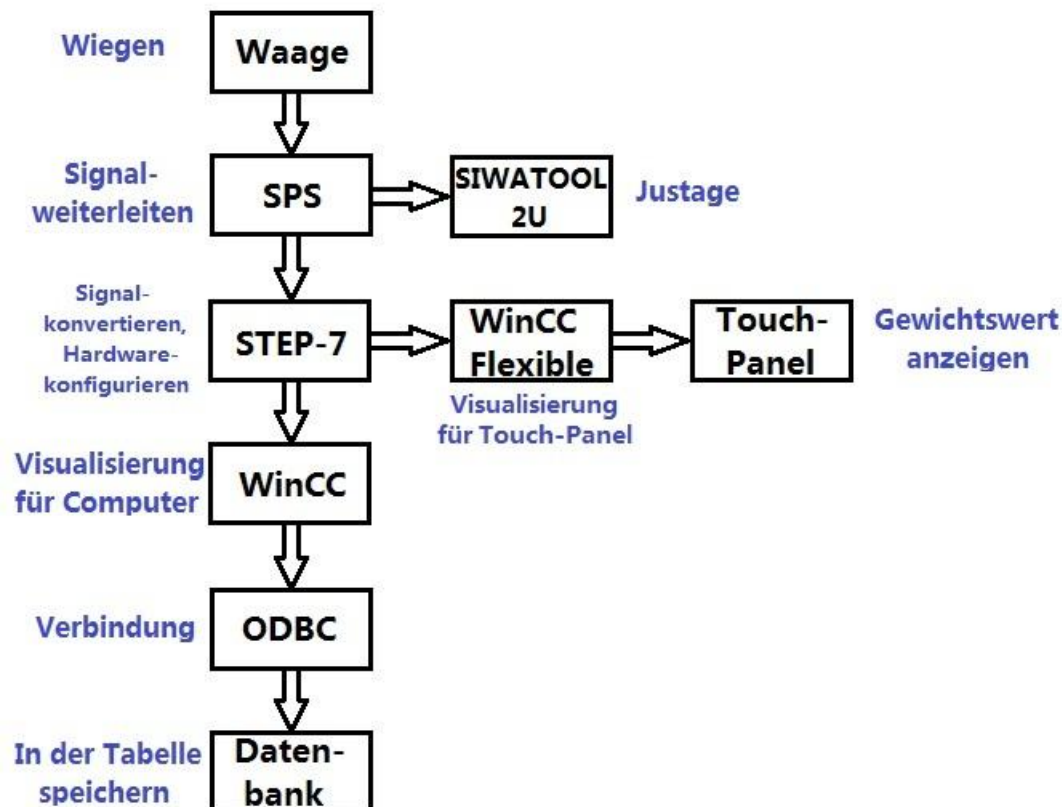 Wiegen
Waage
Signal-
weiterleiten
SPS
SIWATOOL
2U
Justage
Signal-
konvertieren,
Hardware-
konfigurieren
STEP-7
WinCC
Flexible
Touch-
Panel
Gewichtswert
anzeigen
Visualisierung
für Touch-Panel
Visualisierung
für Computer
WinCC
Verbindung
ODBC
In der Tabelle
speichern
Daten-
bank